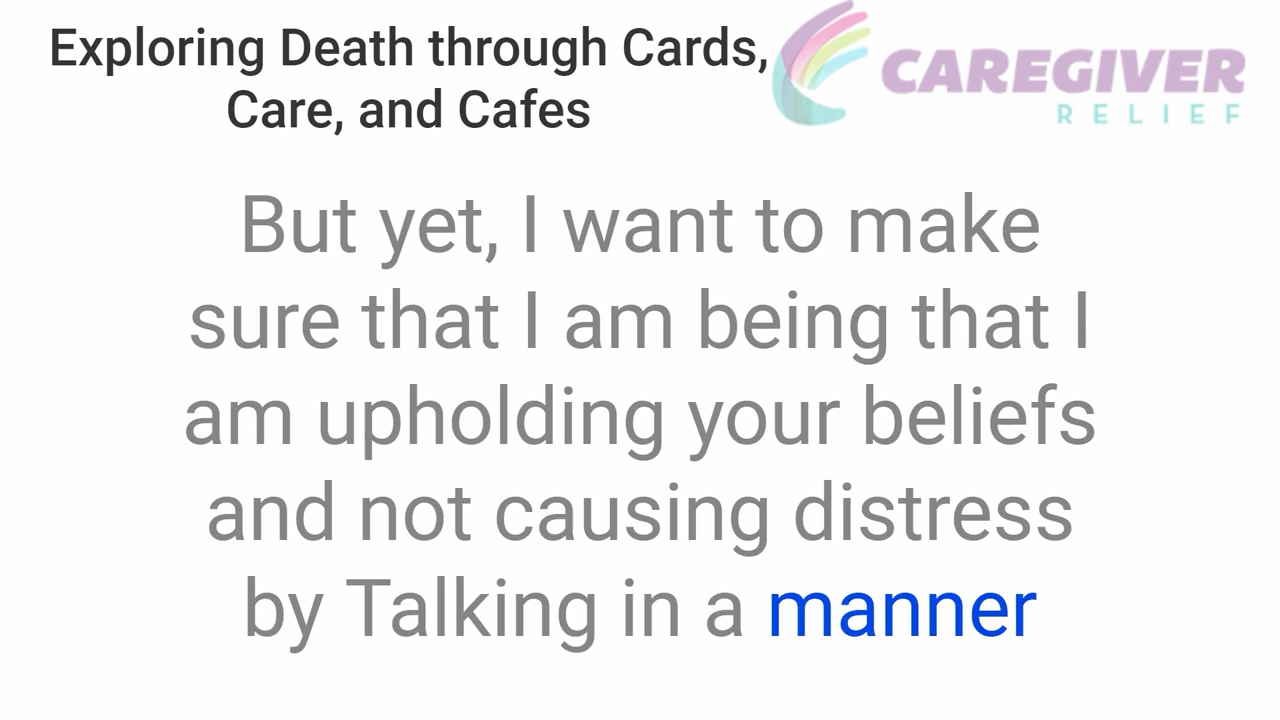 Exploring Death through Cards,
Care, and Cafes
CAREGIVER
RELIEF
But yet, I want to make
sure that I am being that I
am upholding your beliefs
and not causing distress
by Talking in a manner